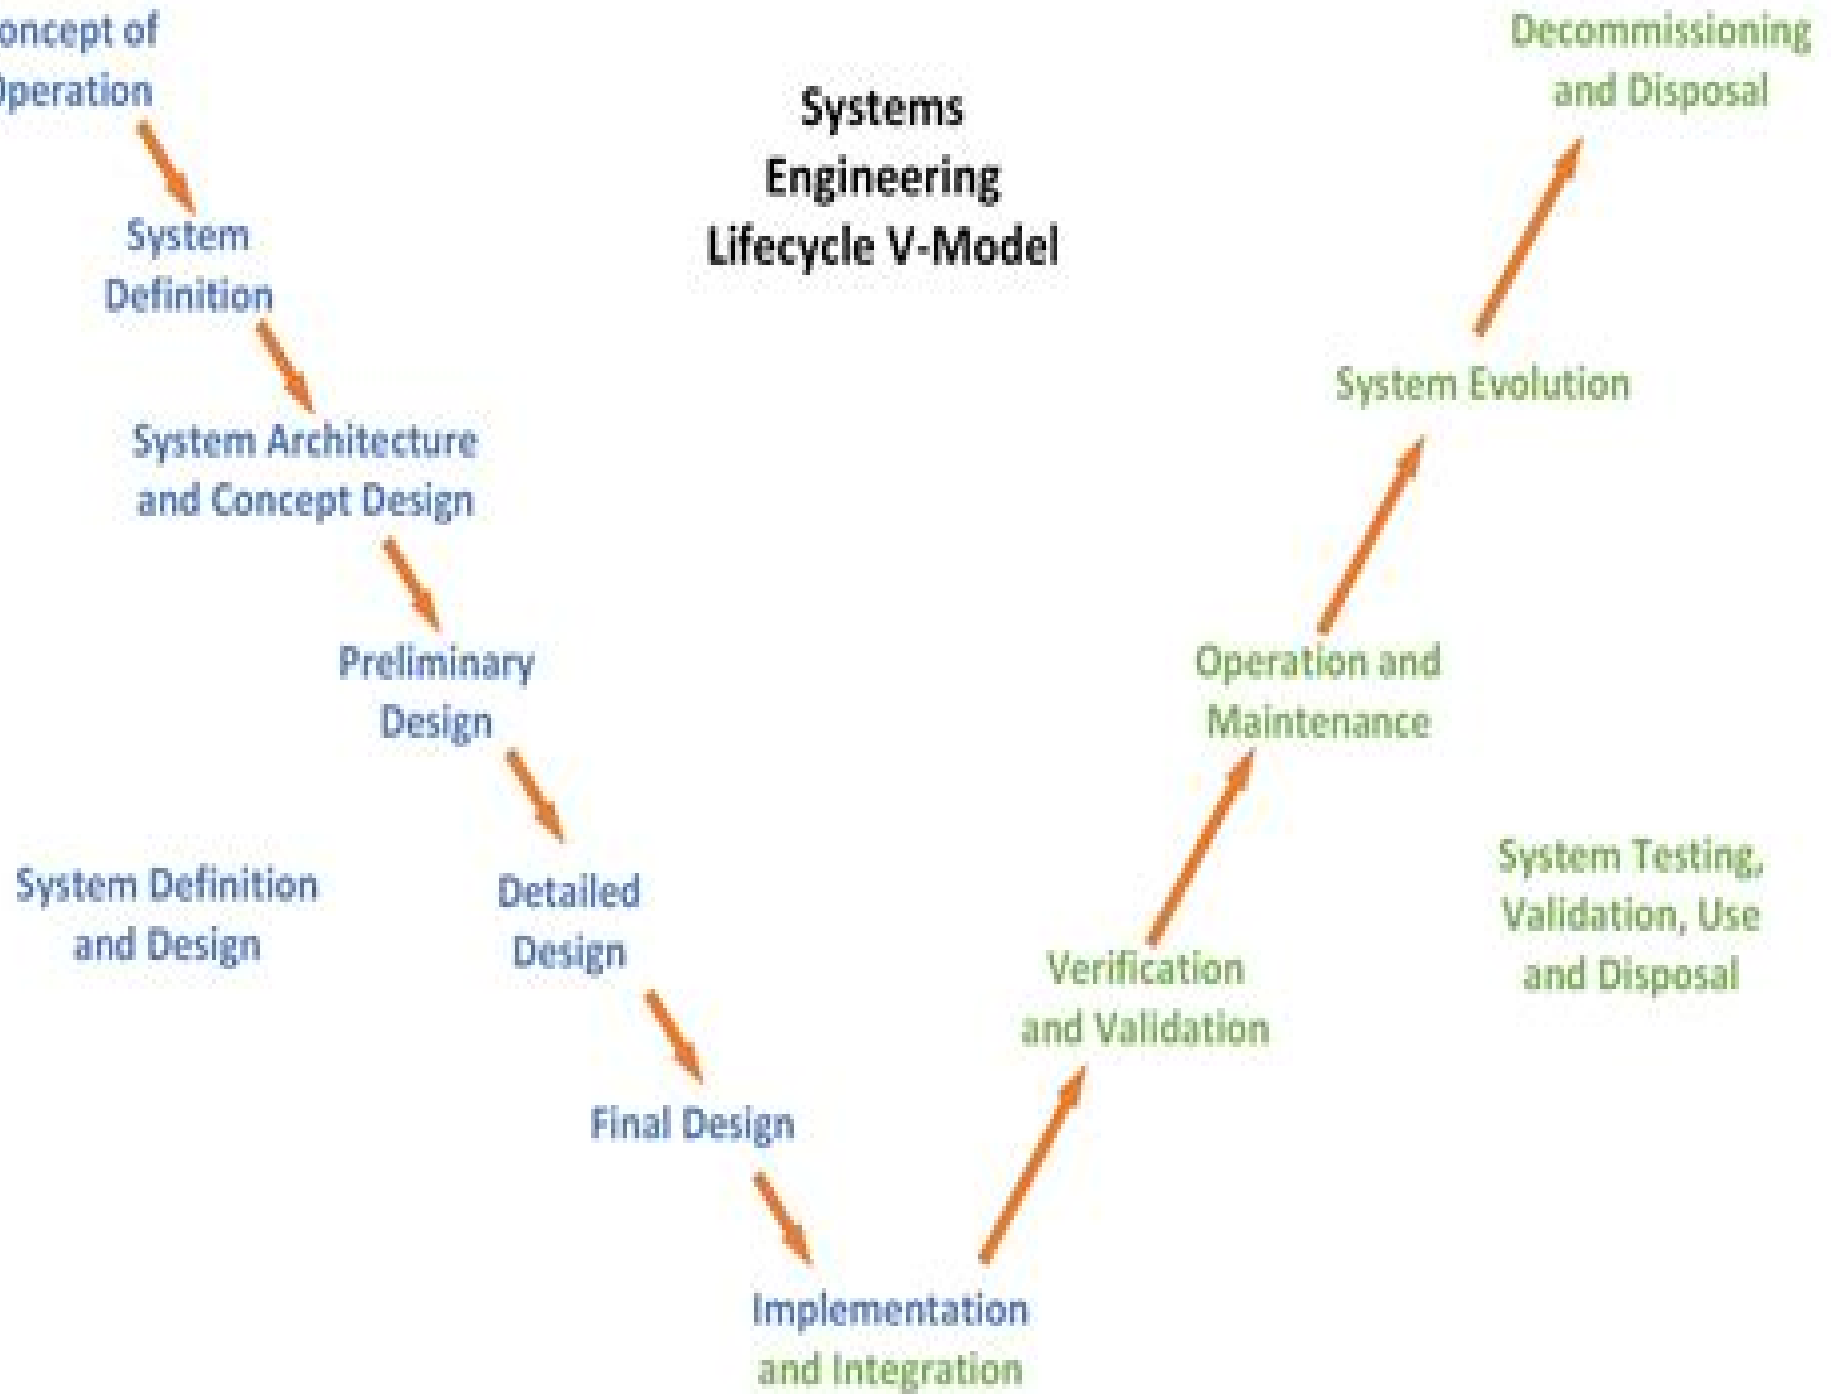 oncept of
Operation
System
Definition
System Architecture
and Concept Design
Preliminary
Design
Detailed
Design
Final Design
Implementation
and Integration
Verification
and Validation
Operation and
Maintenance
System Evolution
Decommissioning
and Disposal
Systems
Engineering
Lifecycle V-Model
System Definition
and Design
System Testing,
Validation, Use
and Disposal